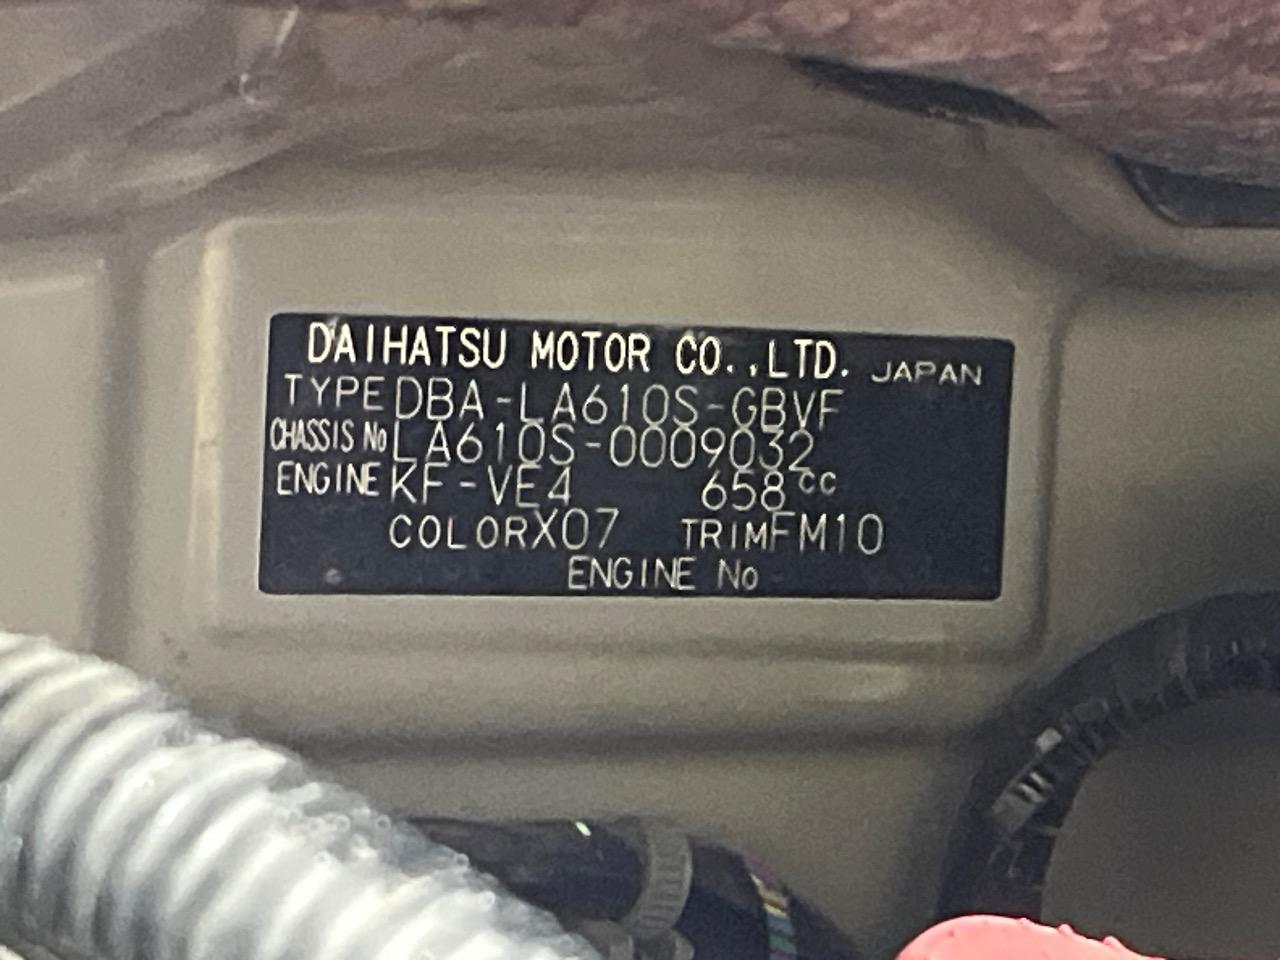 DAIHATSU MOTOR CO.,LTD. JAPAN
TYPE DBA-LA610S-GBVF
CHASSIS No LA610S-0009032
ENGINE KF-VE4 658cc
COLOR X07 TRIM FM10
ENGINE No